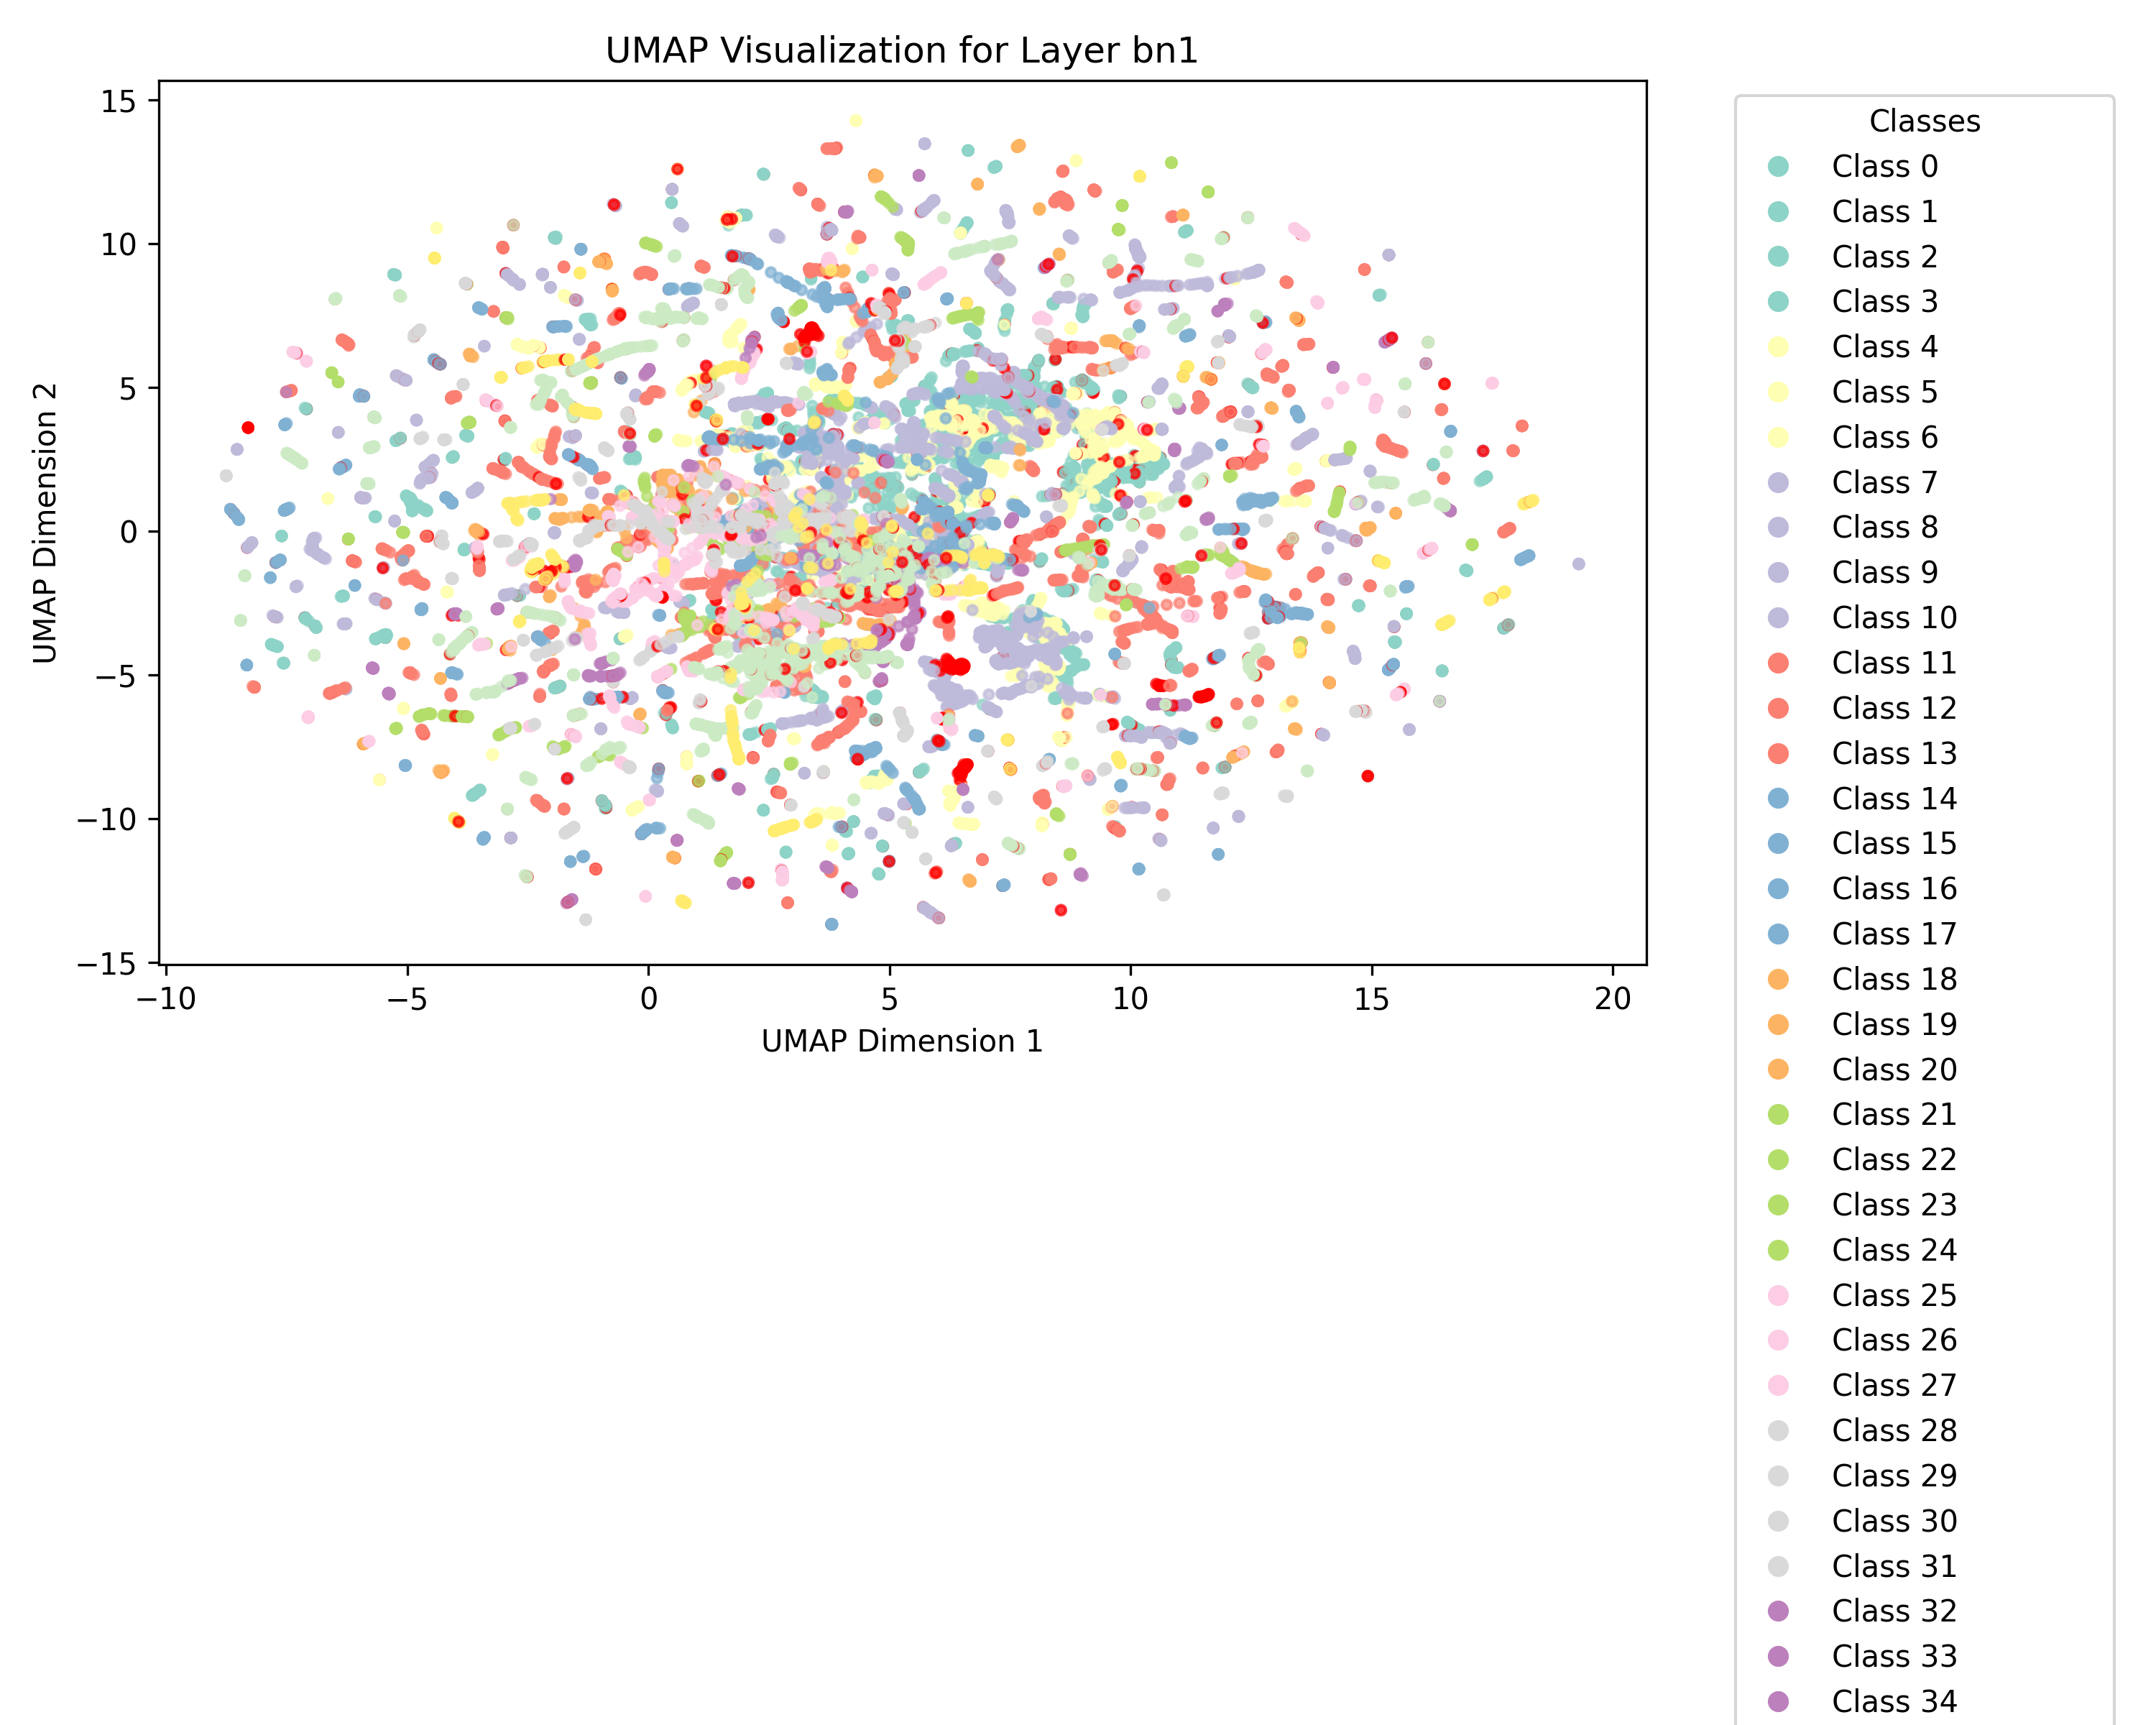 UMAP Visualization for Layer bn1
15
10
5
0
−5
−10
−15
UMAP Dimension 2
−10
−5
0
5
10
15
20
UMAP Dimension 1
Classes
Class 0
Class 1
Class 2
Class 3
Class 4
Class 5
Class 6
Class 7
Class 8
Class 9
Class 10
Class 11
Class 12
Class 13
Class 14
Class 15
Class 16
Class 17
Class 18
Class 19
Class 20
Class 21
Class 22
Class 23
Class 24
Class 25
Class 26
Class 27
Class 28
Class 29
Class 30
Class 31
Class 32
Class 33
Class 34